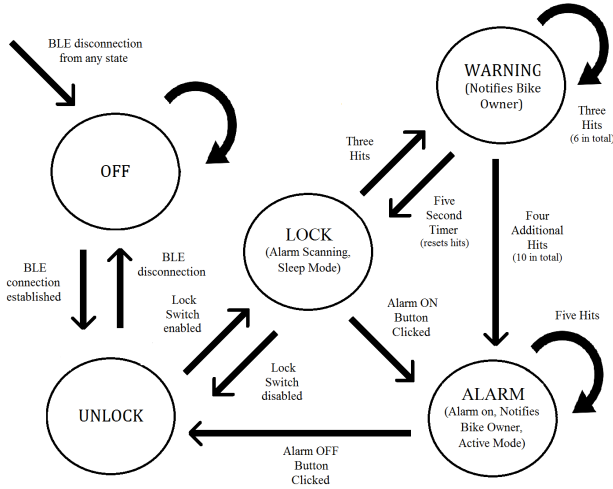 BLE disconnection
from any state
OFF
WARNING
(Notifies Bike
Owner)
Three
Hits
(6 in total)
Three
Hits
Five
Second
Timer
(resets hits)
Four
Additional
Hits
(10 in total)
LOCK
(Alarm Scanning,
Sleep Mode)
BLE
connection
established
BLE
disconnection
Lock
Switch
enabled
Lock
Switch
disabled
Alarm ON
Button
Clicked
Five Hits
UNLOCK
ALARM
(Alarm on, Notifies
Bike Owner,
Active Mode)
Alarm OFF
Button
Clicked